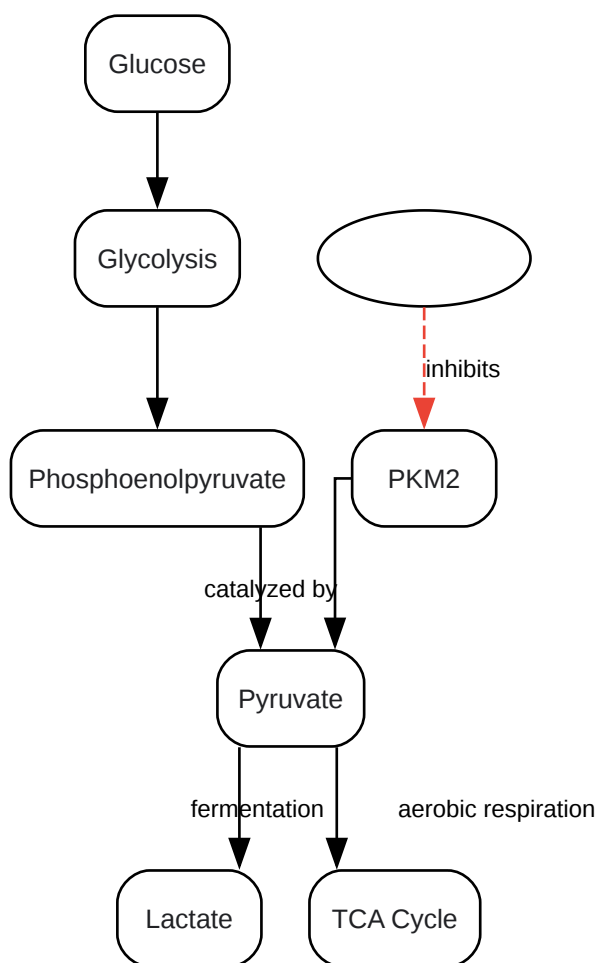 Glucose
Glycolysis
inhibits
Phosphoenolpyruvate
PKM2
catalyzed by
Pyruvate
fermentation
aerobic respiration
Lactate
TCA Cycle